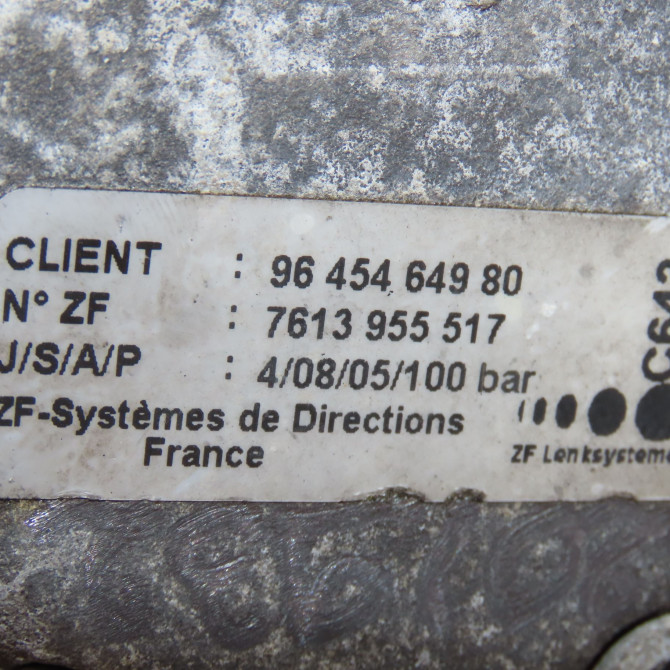 CLIENT : 96 454 649 80
N° ZF : 7613 955 517
J/S/A/P : 4/08/05/100 bar
ZF-Systèmes de Directions
France
ZF Lenksysteme
C642